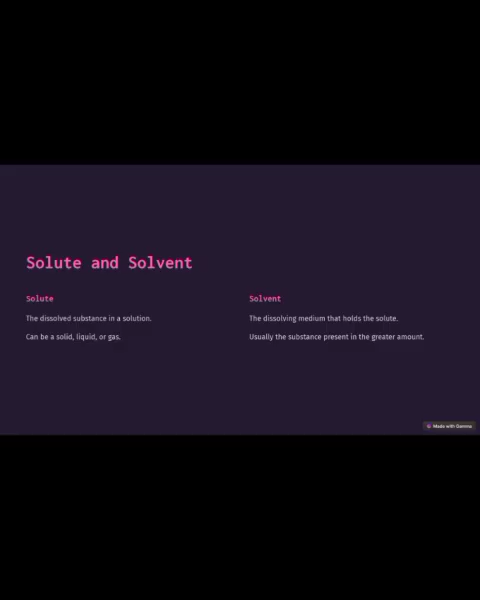 Solute and Solvent
Solute
The dissolved substance in a solution.
Can be a solid, liquid, or gas.
Solvent
The dissolving medium that holds the solute.
Usually the substance present in the greater amount.
Made with Gamma